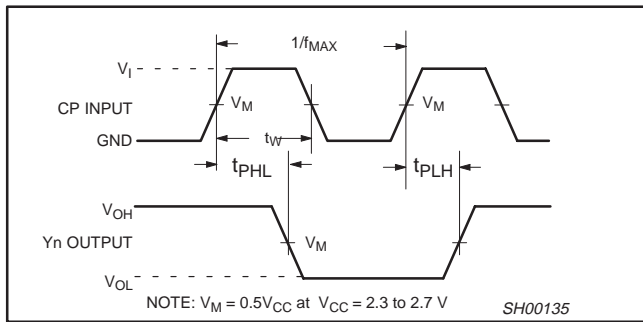 1/fMAX
VI
CP INPUT
VM
VM
GND
tW
tPHL
tPLH
VOH
Yn OUTPUT
VM
VOL
NOTE: VM = 0.5VCC at VCC = 2.3 to 2.7 V
SH00135